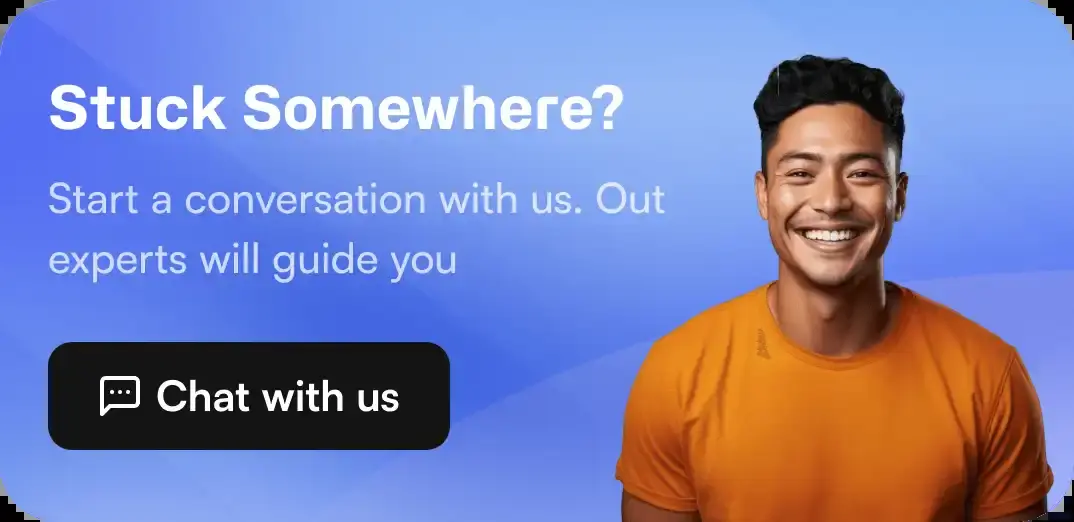 Stuck Somewhere?
Start a conversation with us. Out
experts will guide you
Chat with us